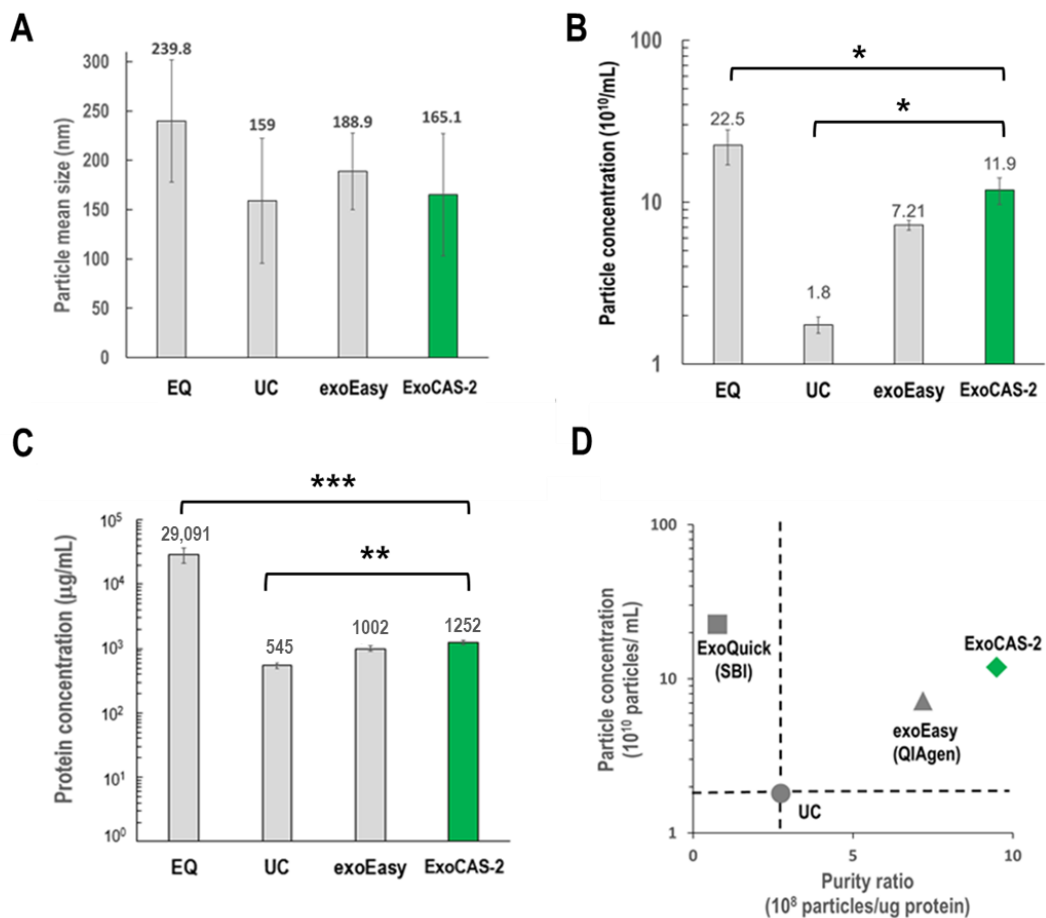 A
Particle mean size (nm)
300
250
200
150
100
50
0
239.8
159
188.9
165.1
EQ
UC
exoEasy
ExoCAS-2
B
Particle concentration (10¹⁰/mL)
100
10
1
*
*
22.5
1.8
7.21
11.9
EQ
UC
exoEasy
ExoCAS-2
C
Protein concentration (µg/mL)
10⁵
10⁴
10³
10²
10¹
10⁰
***
**
29,091
545
1002
1252
EQ
UC
exoEasy
ExoCAS-2
D
Particle concentration
(10¹⁰ particles/ mL)
100
10
1
ExoQuick
(SBI)
ExoCAS-2
exoEasy
(QIAgen)
UC
0
5
10
Purity ratio
(10⁸ particles/ug protein)